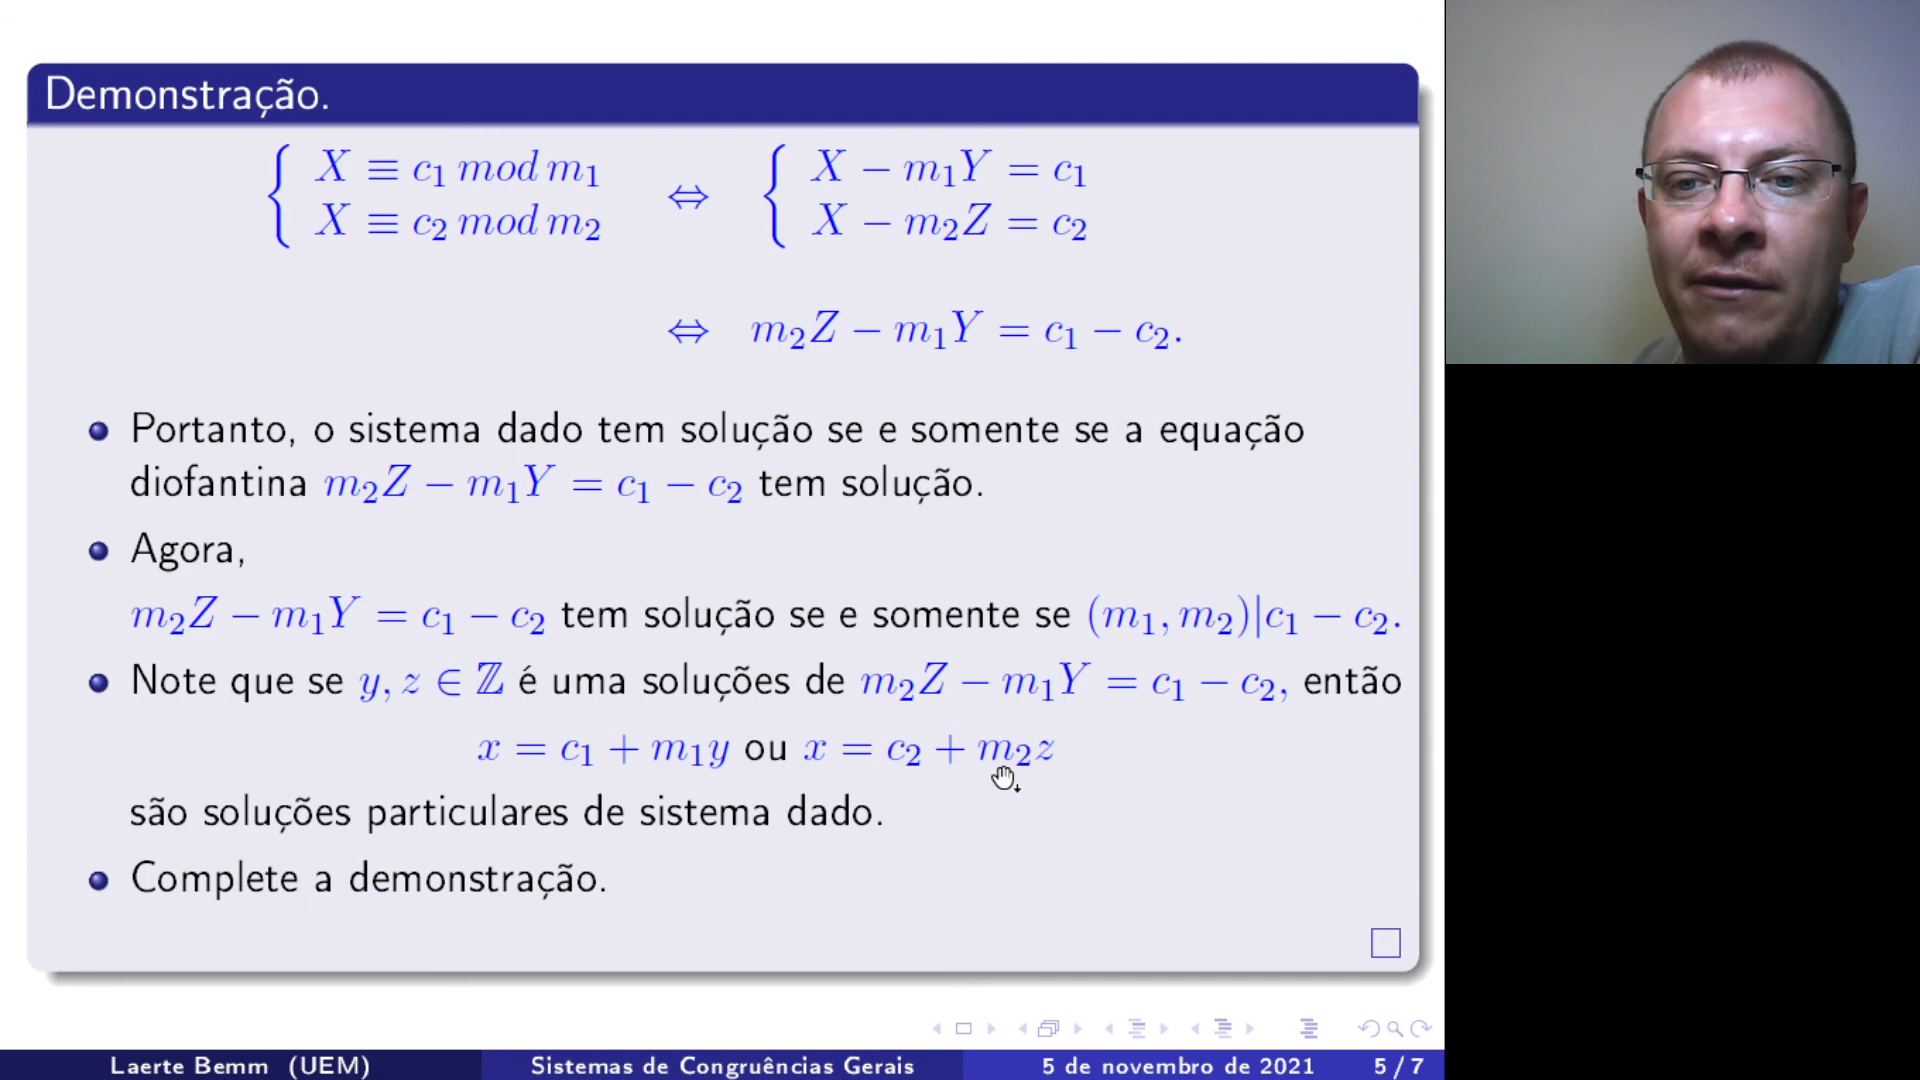 Demonstração.
X ≡ c₁ mod m₁ ⇔ X − m₁Y = c₁
X ≡ c₂ mod m₂ X − m₂Z = c₂
⇔ m₂Z − m₁Y = c₁ − c₂.
Portanto, o sistema dado tem solução se e somente se a equação
diofantina m₂Z − m₁Y = c₁ − c₂ tem solução.
Agora,
m₂Z − m₁Y = c₁ − c₂ tem solução se e somente se (m₁, m₂)|c₁ − c₂.
Note que se y, z ∈ ℤ é uma soluções de m₂Z − m₁Y = c₁ − c₂, então
x = c₁ + m₁y ou x = c₂ + m₂z
são soluções particulares de sistema dado.
Complete a demonstração.
Laerte Bemm (UEM) Sistemas de Congruências Gerais 5 de novembro de 2021 5 / 7